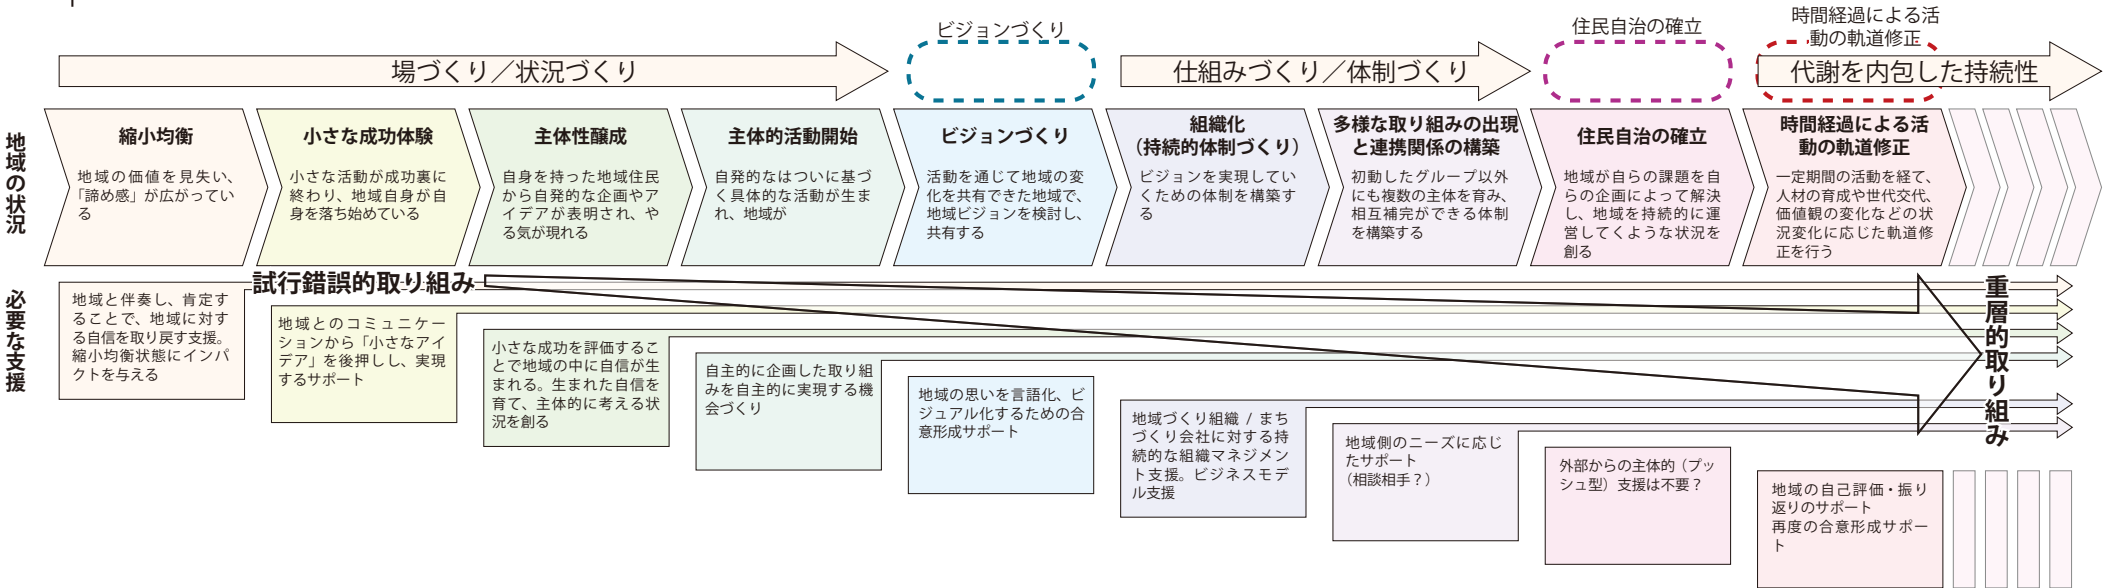 ビジョンづくり
住民自治の確立
時間経過による活
動の軌道修正
場づくり／状況づくり
仕組みづくり／体制づくり
代謝を内包した持続性
地域の状況
縮小均衡
地域の価値を見失い、
「諦め感」が広がってい
る
小さな成功体験
小さな活動が成功裏に
終わり、地域自身が自
身を落ち始めている
主体性醸成
自身を持った地域住民
から自発的な企画やア
イデアが表明され、や
る気が現れる
主体的活動開始
自発的なはついに基づ
く具体的な活動が生ま
れ、地域が
ビジョンづくり
活動を通じて地域の変
化を共有できた地域で、
地域ビジョンを検討し、
共有する
組織化
（持続的体制づくり）
ビジョンを実現してい
くための体制を構築す
る
多様な取り組みの出現
と連携関係の構築
初動したグループ以外
にも複数の主体を育み、
相互補完ができる体制
を構築する
住民自治の確立
地域が自らの課題を自
らの企画によって解決
し、地域を持続的に運
営してくような状況を
創る
時間経過による活
動の軌道修正
一定期間の活動を経て、
人材の育成や世代交代、
価値観の変化などの状
況変化に応じた軌道修
正を行う
必要な支援
試行錯誤的取り組み
重層的取り組み
地域と伴奏し、肯定す
ることで、地域に対す
る自信を取り戻す支援。
縮小均衡状態にインパ
クトを与える
地域とのコミュニケー
ションから「小さなアイ
デア」を後押しし、実現
するサポート
小さな成功を評価するこ
とで地域の中に自信が生
まれる。生まれた自信を
育て、主体的に考える状
況を創る
自主的に企画した取り組
みを自主的に実現する機
会づくり
地域の思いを言語化、ビ
ジュアル化するための合
意形成サポート
地域づくり組織 / まち
づくり会社に対する持
続的な組織マネジメン
ト支援。ビジネスモデ
ル支援
地域側のニーズに応じ
たサポート
（相談相手？）
外部からの主体的（プッ
シュ型）支援は不要？
地域の自己評価・振り
返りのサポート
再度の合意形成サポー
ト